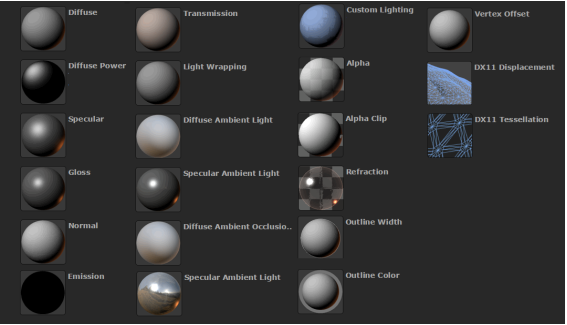 Diffuse
Diffuse Power
Specular
Gloss
Normal
Emission
Transmission
Light Wrapping
Diffuse Ambient Light
Specular Ambient Light
Diffuse Ambient Occlusio..
Specular Ambient Light
Custom Lighting
Alpha
Alpha Clip
Refraction
Outline Width
Outline Color
Vertex Offset
DX11 Displacement
DX11 Tessellation